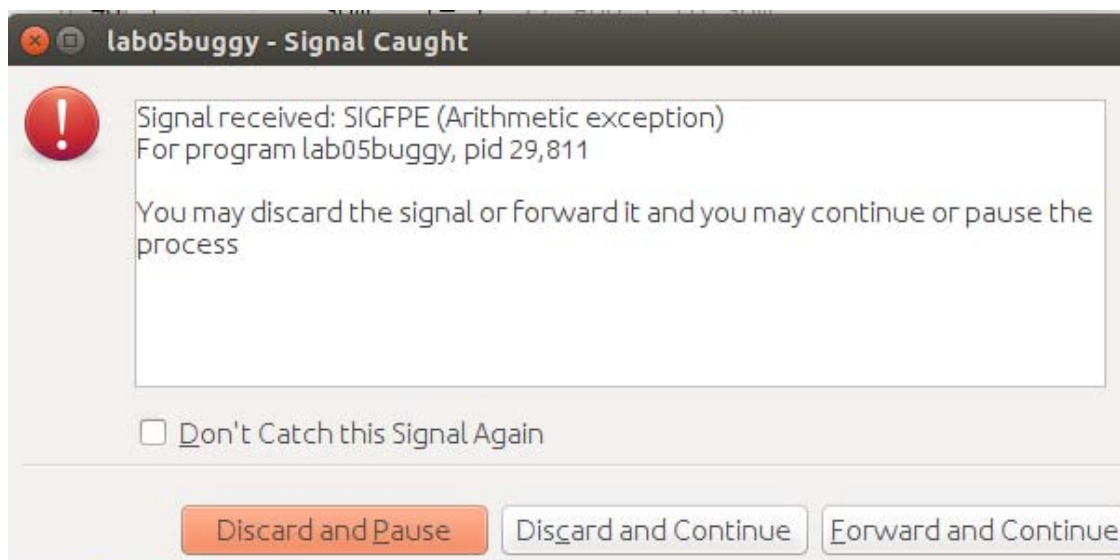 lab05buggy - Signal Caught
Signal received: SIGFPE (Arithmetic exception)
For program lab05buggy, pid 29,811
You may discard the signal or forward it and you may continue or pause the
process
Don't Catch this Signal Again
Discard and Pause Discard and Continue Forward and Continue